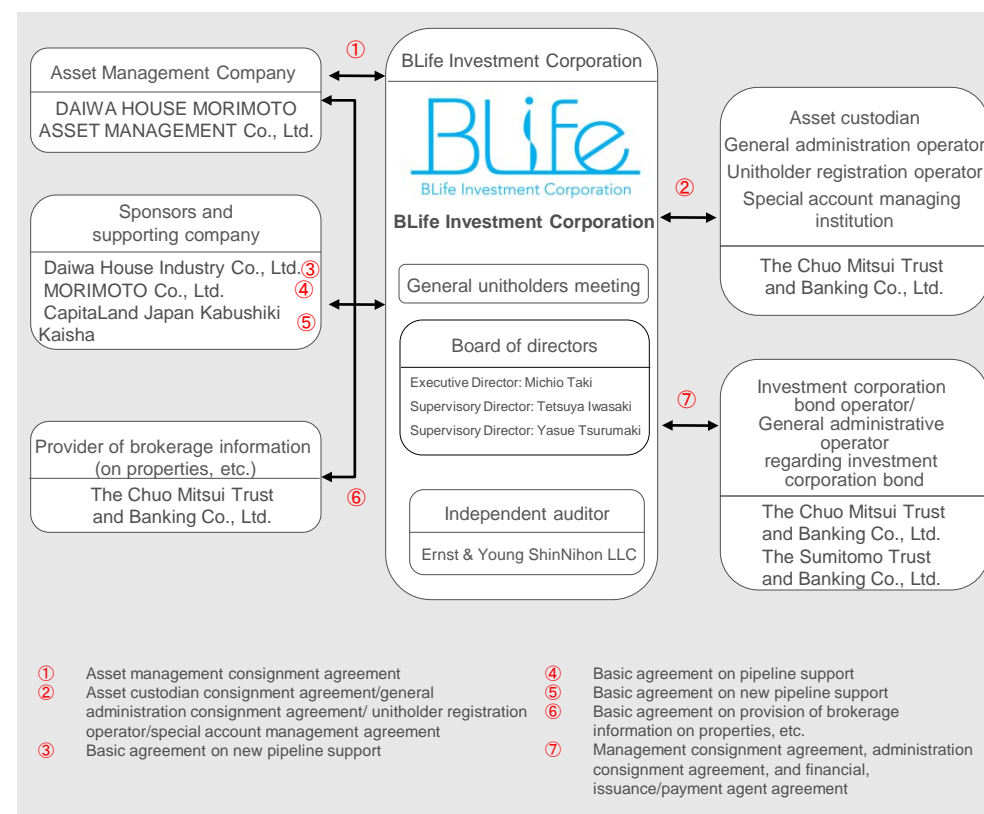 ①
Asset Management Company
DAIWA HOUSE MORIMOTO
ASSET MANAGEMENT Co., Ltd.
Sponsors and
supporting company
Daiwa House Industry Co., Ltd.③
MORIMOTO Co., Ltd. ④
CapitaLand Japan Kabushiki
Kaisha ⑤
Provider of brokerage information
(on properties, etc.)
The Chuo Mitsui Trust
and Banking Co., Ltd.
⑥
BLife Investment Corporation
BLife
BLife Investment Corporation
BLife Investment Corporation
General unitholders meeting
Board of directors
Executive Director: Michio Taki
Supervisory Director: Tetsuya Iwasaki
Supervisory Director: Yasue Tsurumaki
Independent auditor
Ernst & Young ShinNihon LLC
②
Asset custodian
General administration operator
Unitholder registration operator
Special account managing
institution
The Chuo Mitsui Trust
and Banking Co., Ltd.
⑦
Investment corporation
bond operator/
General administrative
operator
regarding investment
corporation bond
The Chuo Mitsui Trust
and Banking Co., Ltd.
The Sumitomo Trust
and Banking Co., Ltd.
① Asset management consignment agreement
② Asset custodian consignment agreement/general
administration consignment agreement/ unitholder registration
operator/special account management agreement
③ Basic agreement on new pipeline support
④ Basic agreement on pipeline support
⑤ Basic agreement on new pipeline support
⑥ Basic agreement on provision of brokerage
information on properties, etc.
⑦ Management consignment agreement, administration
consignment agreement, and financial,
issuance/payment agent agreement